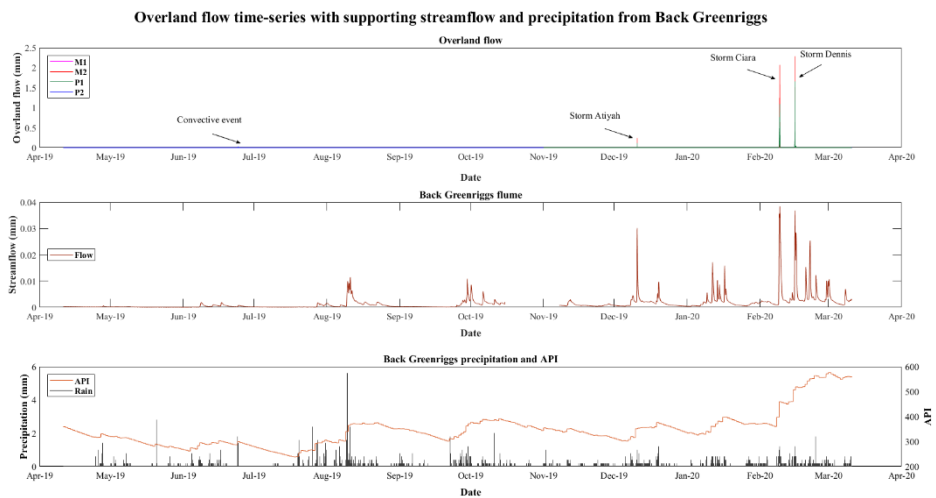 Overland flow time-series with supporting streamflow and precipitation from Back Greenriggs
Overland flow
Overland flow (mm)
2.5
2
1.5
1
0.5
0
M1
M2
P1
P2
Convective event
Storm Atiyah
Storm Ciara
Storm Dennis
Apr-19 May-19 Jun-19 Jul-19 Aug-19 Sep-19 Oct-19 Nov-19 Dec-19 Jan-20 Feb-20 Mar-20 Apr-20
Date
Back Greenriggs flume
Streamflow (mm)
0.04
0.03
0.02
0.01
0
Flow
Apr-19 May-19 Jun-19 Jul-19 Aug-19 Sep-19 Oct-19 Nov-19 Dec-19 Jan-20 Feb-20 Mar-20 Apr-20
Date
Back Greenriggs precipitation and API
Precipitation (mm)
6
4
2
0
API
Rain
600
500
400
300
200
API
Apr-19 May-19 Jun-19 Jul-19 Aug-19 Sep-19 Oct-19 Nov-19 Dec-19 Jan-20 Feb-20 Mar-20 Apr-20
Date